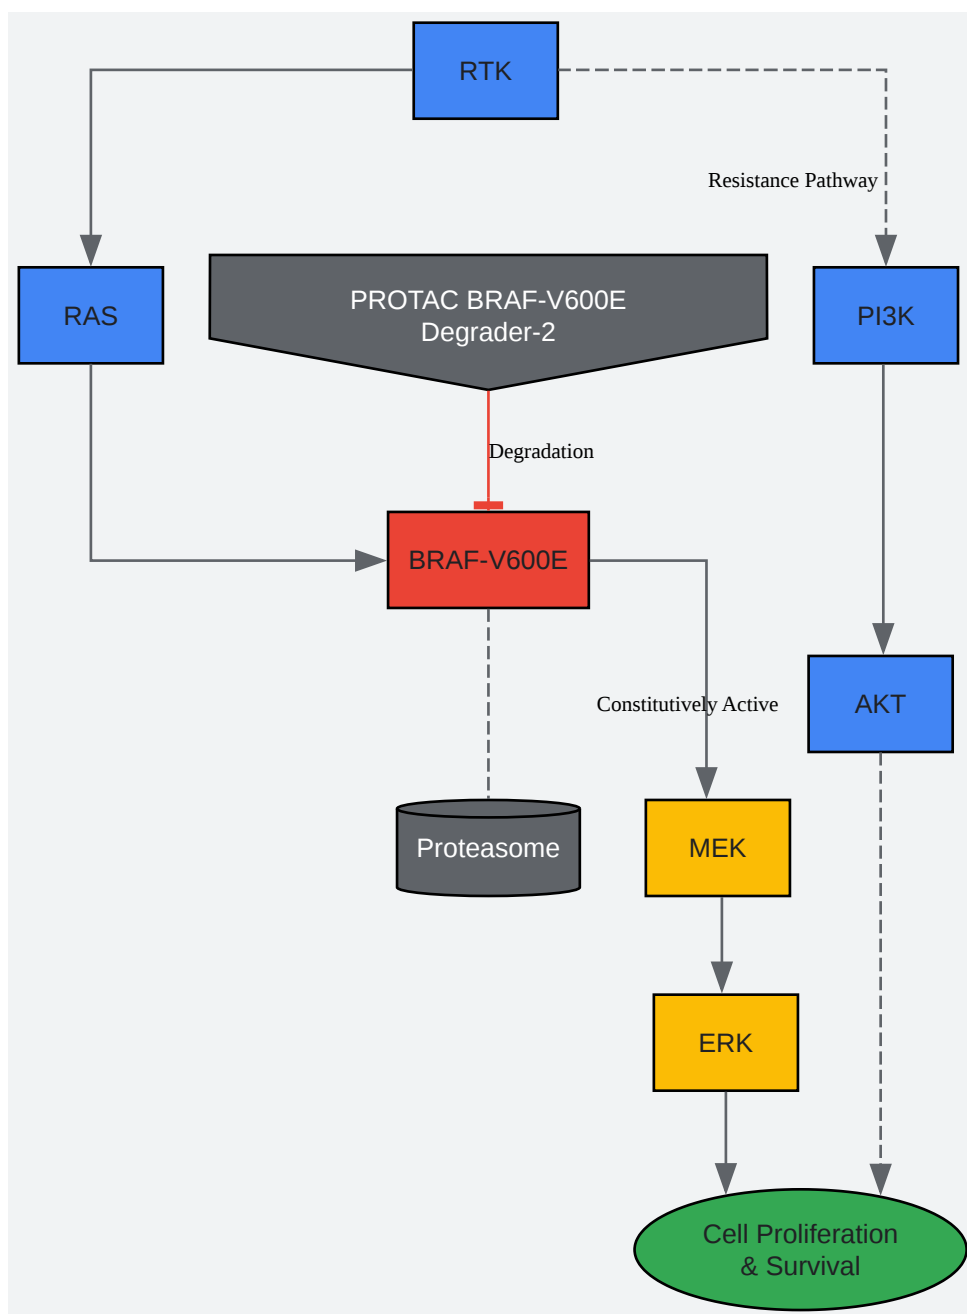 RTK
Resistance Pathway
RAS
PROTAC BRAF-V600E
Degrader-2
PI3K
Degradation
BRAF-V600E
Constitutively Active
AKT
Proteasome
MEK
ERK
Cell Proliferation
& Survival